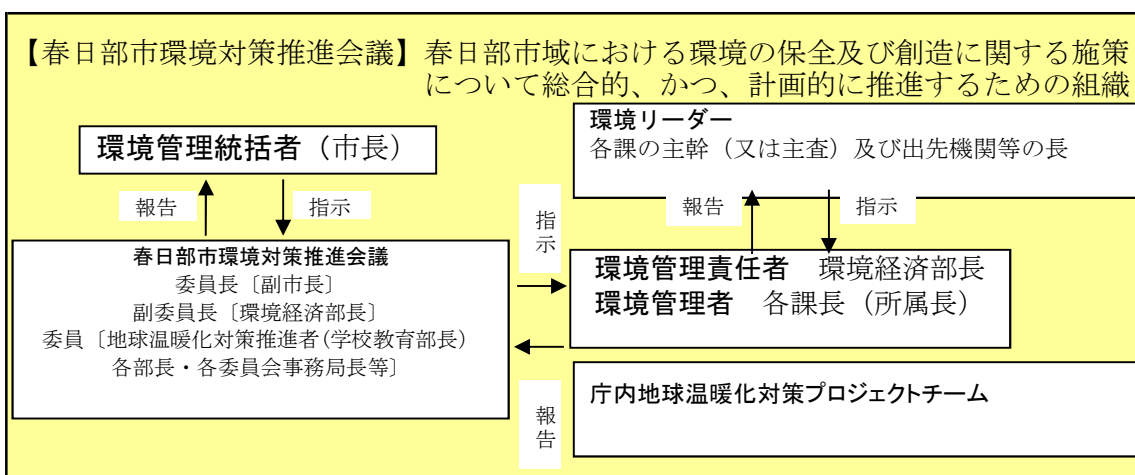 【春日部市環境対策推進会議】春日部市域における環境の保全及び創造に関する施策
について総合的、かつ、計画的に推進するための組織
環境管理統括者（市長）
報告
指示
春日部市環境対策推進会議
委員長〔副市長〕
副委員長〔環境経済部長〕
委員〔地球温暖化対策推進者(学校教育部長)
各部長・各委員会事務局長等〕
指示
報告
環境リーダー
各課の主幹（又は主査）及び出先機関等の長
報告
指示
環境管理責任者　環境経済部長
環境管理者　各課長（所属長）
庁内地球温暖化対策プロジェクトチーム